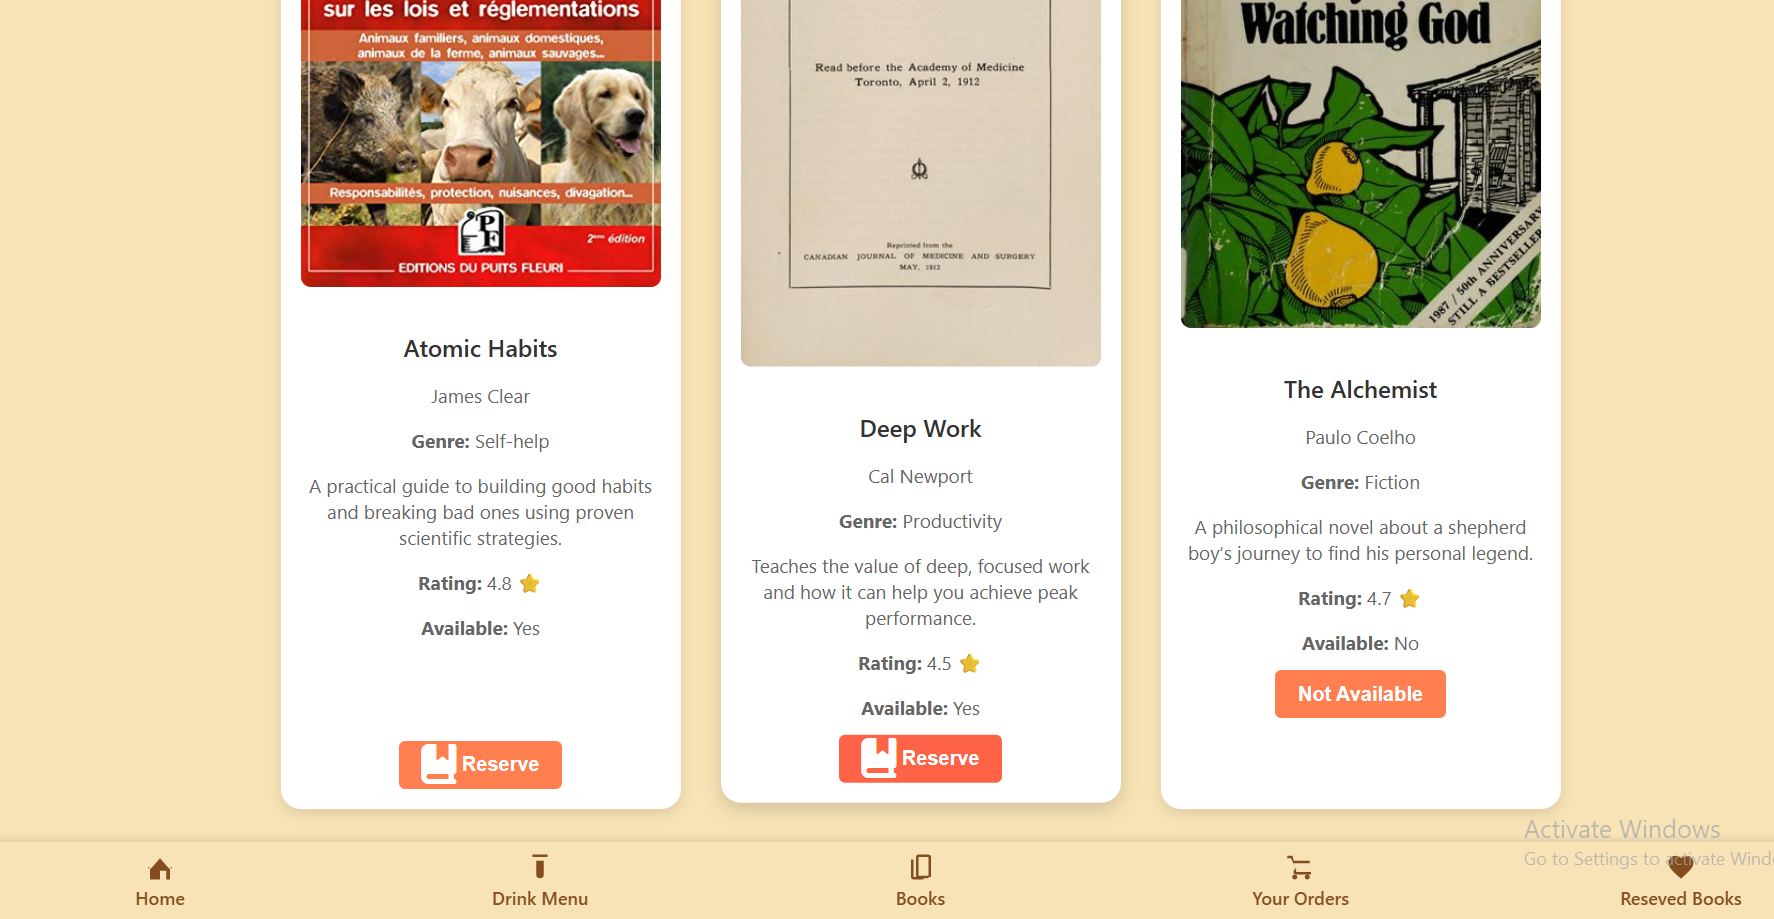 sur les lois et réglementations
Animaux familiers, animaux domestiques,
animaux de la ferme, animaux sauvages...
Responsabilités, protection, nuisances, divagation...
PE
2ème édition
EDITIONS DU PUITS FLEURI
Atomic Habits
James Clear
Genre: Self-help
A practical guide to building good habits
and breaking bad ones using proven
scientific strategies.
Rating: 4.8
Available: Yes
Reserve
Read before the Academy of Medicine
Toronto, April 2, 1912
Reprinted from the
CANADIAN JOURNAL OF MEDICINE AND SURGERY
MAY, 1912
Deep Work
Cal Newport
Genre: Productivity
Teaches the value of deep, focused work
and how it can help you achieve peak
performance.
Rating: 4.5
Available: Yes
Reserve
Watching God
1987 / 50th ANNIVERSARY
STILL A BESTSELLER
The Alchemist
Paulo Coelho
Genre: Fiction
A philosophical novel about a shepherd
boy’s journey to find his personal legend.
Rating: 4.7
Available: No
Not Available
Activate Windows
Go to Settings to activate Wind
Home
Drink Menu
Books
Your Orders
Reseved Books